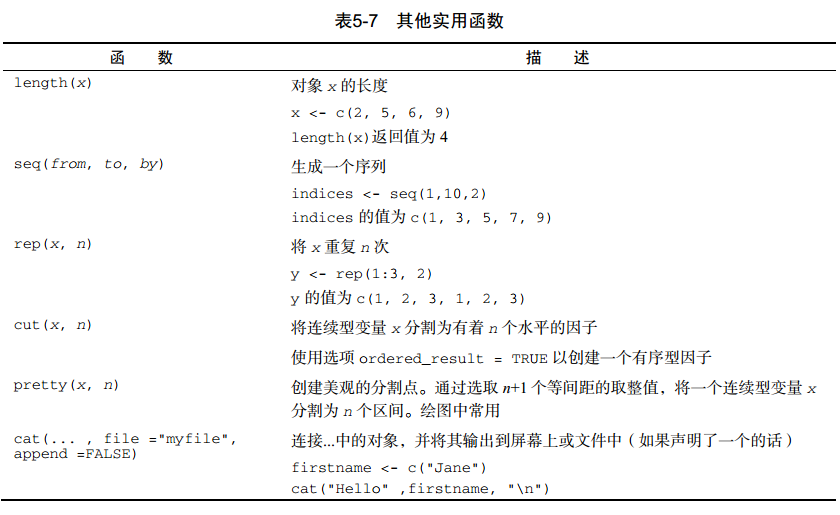 表5-7 其他实用函数
函 数 描 述
length(x) 对象 x 的长度
x <- c(2, 5, 6, 9)
length(x)返回值为 4
seq(from, to, by) 生成一个序列
indices <- seq(1,10,2)
indices 的值为 c(1, 3, 5, 7, 9)
rep(x, n) 将 x 重复 n 次
y <- rep(1:3, 2)
y 的值为 c(1, 2, 3, 1, 2, 3)
cut(x, n) 将连续型变量 x 分割为有着 n 个水平的因子
使用选项 ordered_result = TRUE 以创建一个有序型因子
pretty(x, n) 创建美观的分割点。通过选取 n+1 个等间距的取整值，将一个连续型变量 x
分割为 n 个区间。绘图中常用
cat(... , file ="myfile", 连接...中的对象，并将其输出到屏幕上或文件中（如果声明了一个的话）
append =FALSE)
firstname <- c("Jane")
cat("Hello" ,firstname, "\n")